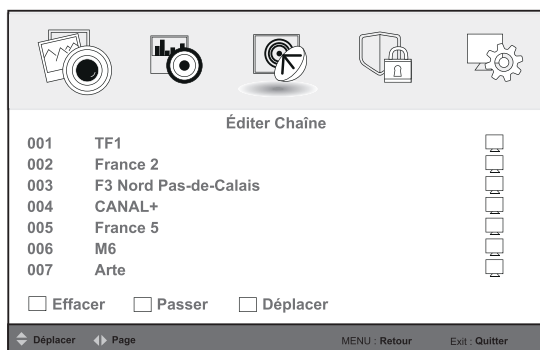 Éditer Chaîne
001 TF1
002 France 2
003 F3 Nord Pas-de-Calais
004 CANAL+
005 France 5
006 M6
007 Arte
Effacer Passer Déplacer
Déplacer Page MENU : Retour Exit : Quitter